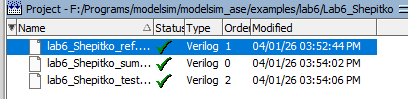 Project - F:/Programs/modelsim/modelsim_ase/examples/lab6/Lab6_Shepitko
Name Status Type Order Modified
lab6_Shepitko_ref.... Verilog 1 04/01/26 03:52:44 PM
lab6_Shepitko_sum... Verilog 0 04/01/26 03:54:02 PM
lab6_Shepitko_test... Verilog 2 04/01/26 03:54:06 PM